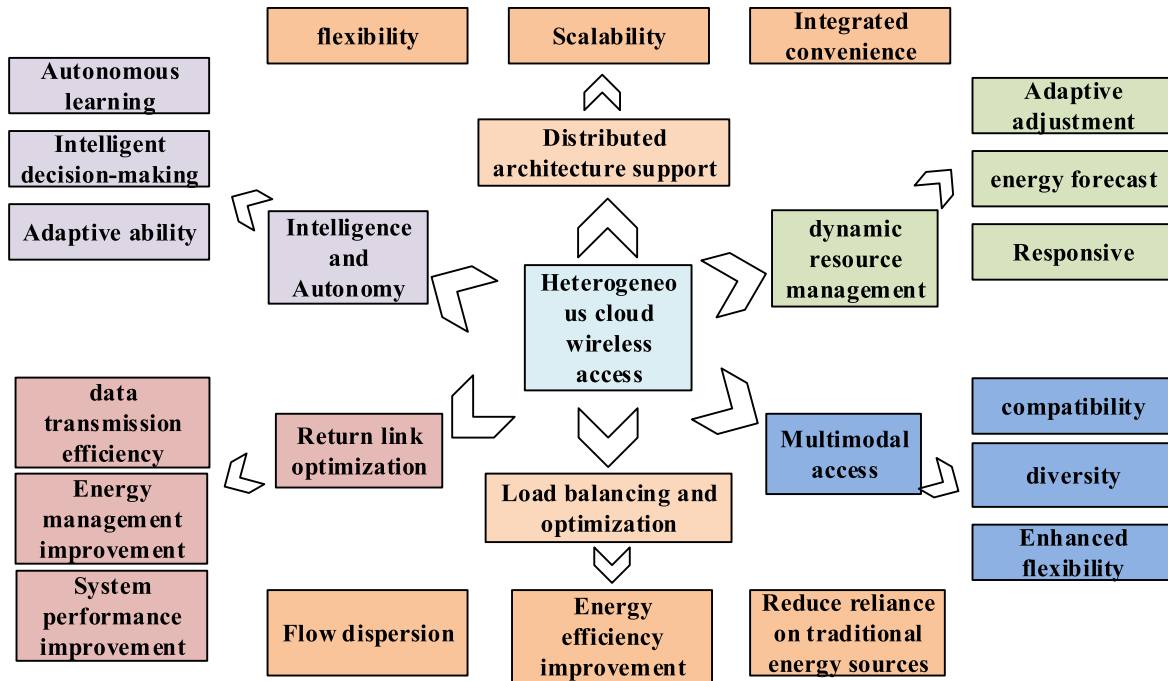 flexibility
Scalability
Integrated
convenience
Autonomous
learning
Intelligent
decision-making
Adaptive ability
Distributed
architecture support
Adaptive
adjustment
energy forecast
Responsive
Intelligence
and
Autonomy
dynamic
resource
management
Heterogeneo
us cloud
wireless
access
data
transmission
efficiency
Energy
management
improvement
System
performance
improvement
Return link
optimization
Multimodal
access
compatibility
diversity
Enhanced
flexibility
Load balancing and
optimization
Flow dispersion
Energy
efficiency
improvement
Reduce reliance
on traditional
energy sources